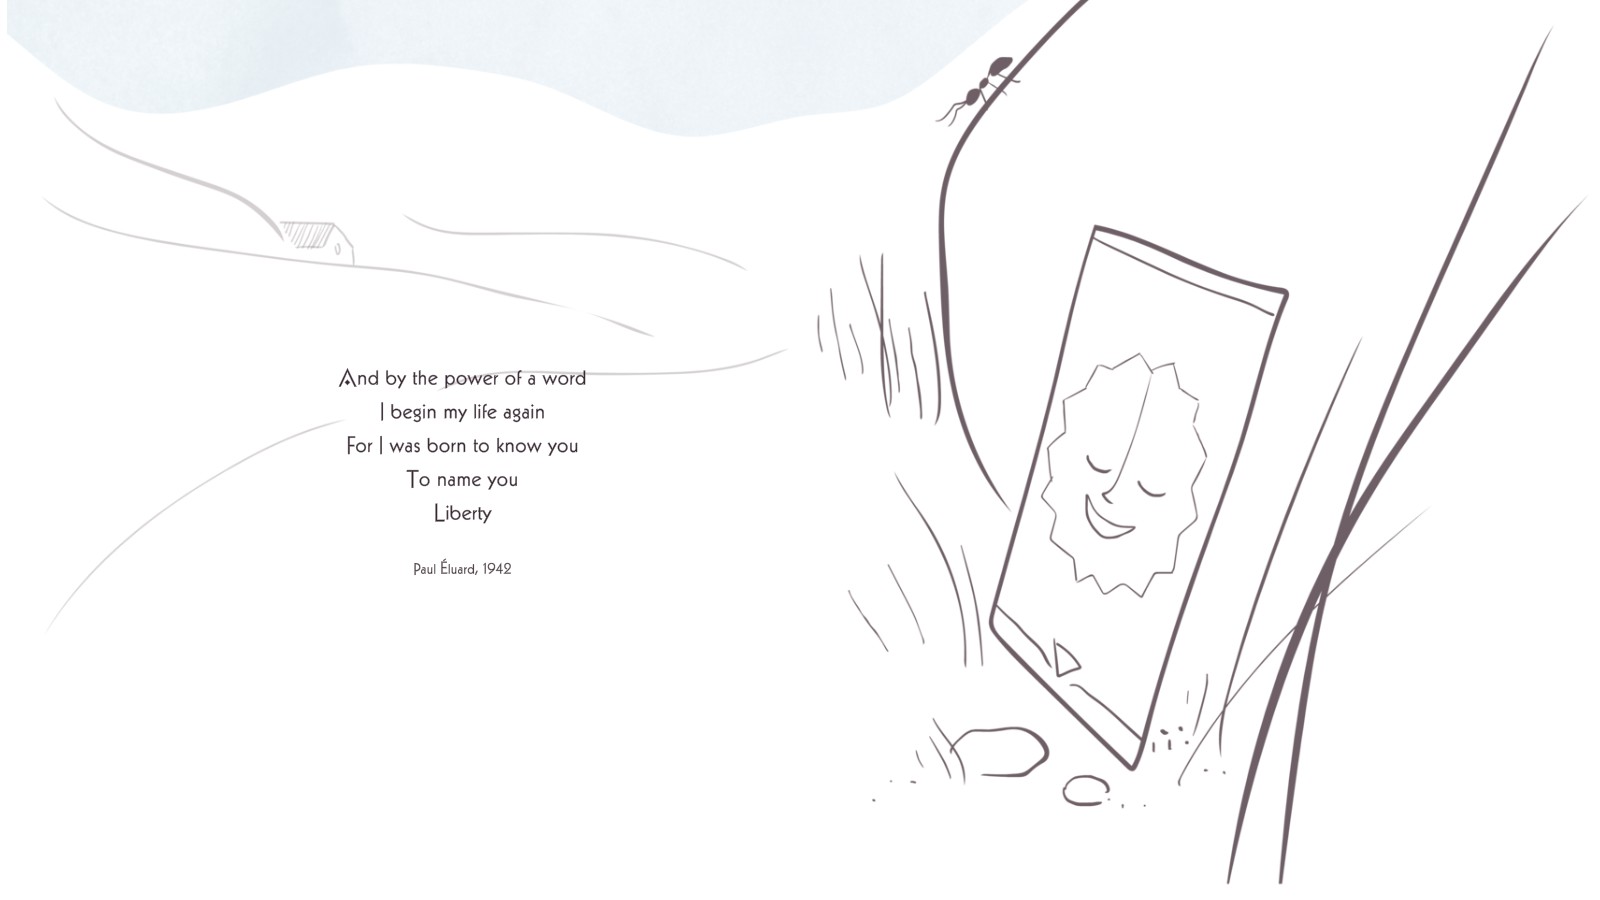 And by the power of a word
I begin my life again
For I was born to know you
To name you
Liberty
Paul Éluard, 1942